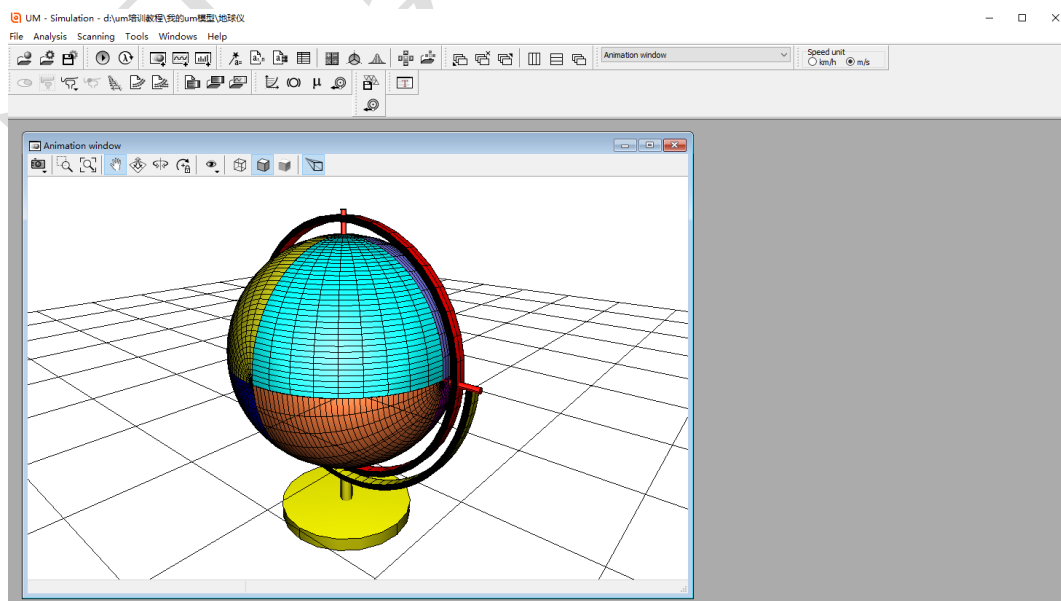 UM - Simulation - d:\um培训教程\我的um模型\地球仪
File Analysis Scanning Tools Windows Help
Animation window
Speed unit
km/h m/s
Animation window